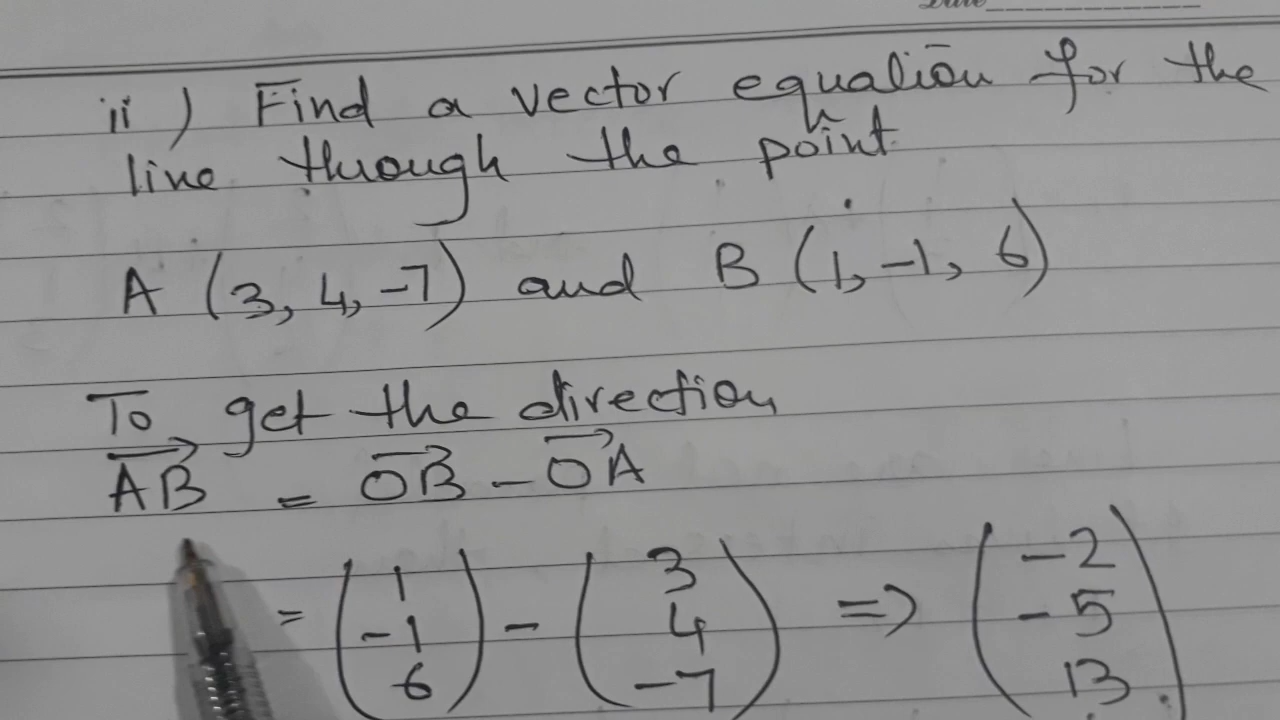 Date
ii) Find a vector equation for the
line through the point
A (3, 4, -7) and B (1, -1, 6)
To get the direction
→AB = →OB - →OA
= (1 -1 6) - (3 4 -7) => (-2 -5 13)